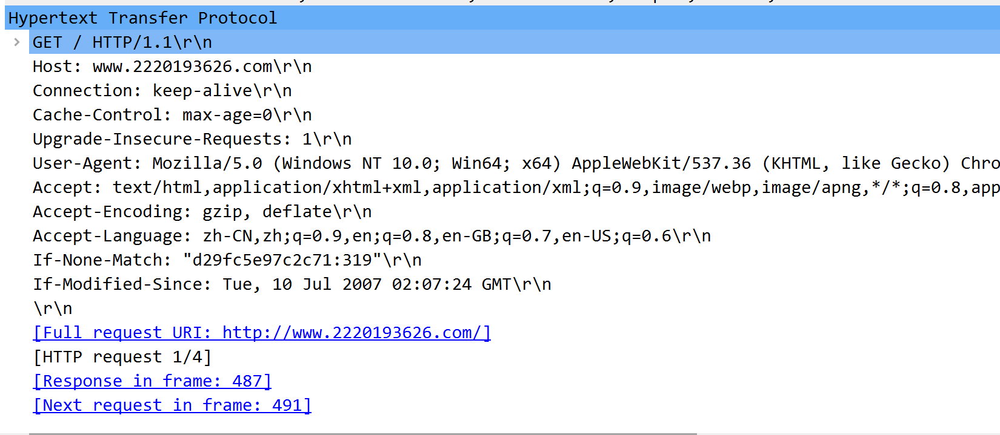 Hypertext Transfer Protocol
GET / HTTP/1.1\r\n
Host: www.2220193626.com\r\n
Connection: keep-alive\r\n
Cache-Control: max-age=0\r\n
Upgrade-Insecure-Requests: 1\r\n
User-Agent: Mozilla/5.0 (Windows NT 10.0; Win64; x64) AppleWebKit/537.36 (KHTML, like Gecko) Chro
Accept: text/html,application/xhtml+xml,application/xml;q=0.9,image/webp,image/apng,*/*;q=0.8,app
Accept-Encoding: gzip, deflate\r\n
Accept-Language: zh-CN,zh;q=0.9,en;q=0.8,en-GB;q=0.7,en-US;q=0.6\r\n
If-None-Match: "d29fc5e97c2c71:319"\r\n
If-Modified-Since: Tue, 10 Jul 2007 02:07:24 GMT\r\n
\r\n
[Full request URI: http://www.2220193626.com/]
[HTTP request 1/4]
[Response in frame: 487]
[Next request in frame: 491]